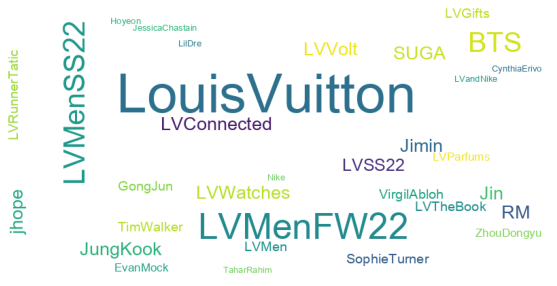 Hoyeon
JessicaChastain
LVGifts
LVMenSS22
LilDre
LVVolt
SUGA
BTS
LVRunnerTatic
LouisVuitton
CynthiaErivo
LVandNike
LVConnected
Jimin
LVSS22
LVParfums
Nike
GongJun
LVWatches
VirgilAbloh
Jin
jhope
LVTheBook
RM
TimWalker
LVMenFW22
ZhouDongyu
JungKook
LVMen
SophieTurner
EvanMock
TaharRahim